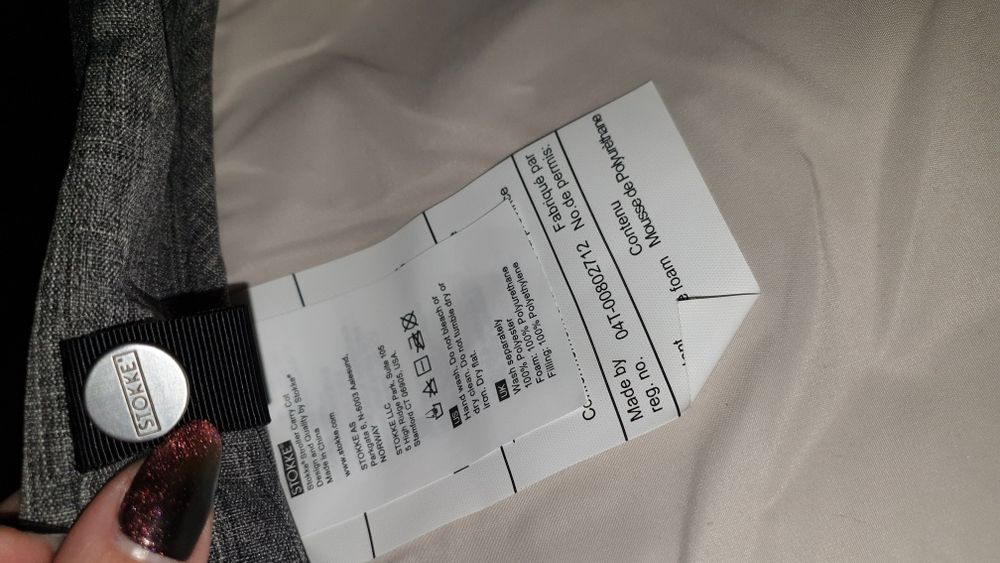 STOKKE®
STOKKE®
Stokke® Stroller Carry Cot
Design and Quality by Stokke®
Made in China
www.stokke.com
STOKKE AS
Parkgata 6, N-6003 Aalesund,
NORWAY
STOKKE LLC
5 High Ridge Park, Suite 105
Stamford CT 06905, USA
US
Hand wash. Do not bleach or
dry clean. Do not tumble dry or
iron. Dry flat.
UK
Wash separately
100% Polyester
Foam: 100% Polyurethane
Filling: 100% Polyethylene
Made by
Fabriqué par
reg. no. 04T-00802712 No.de permis:
Contenu
foam Mousse de Polyuréthane